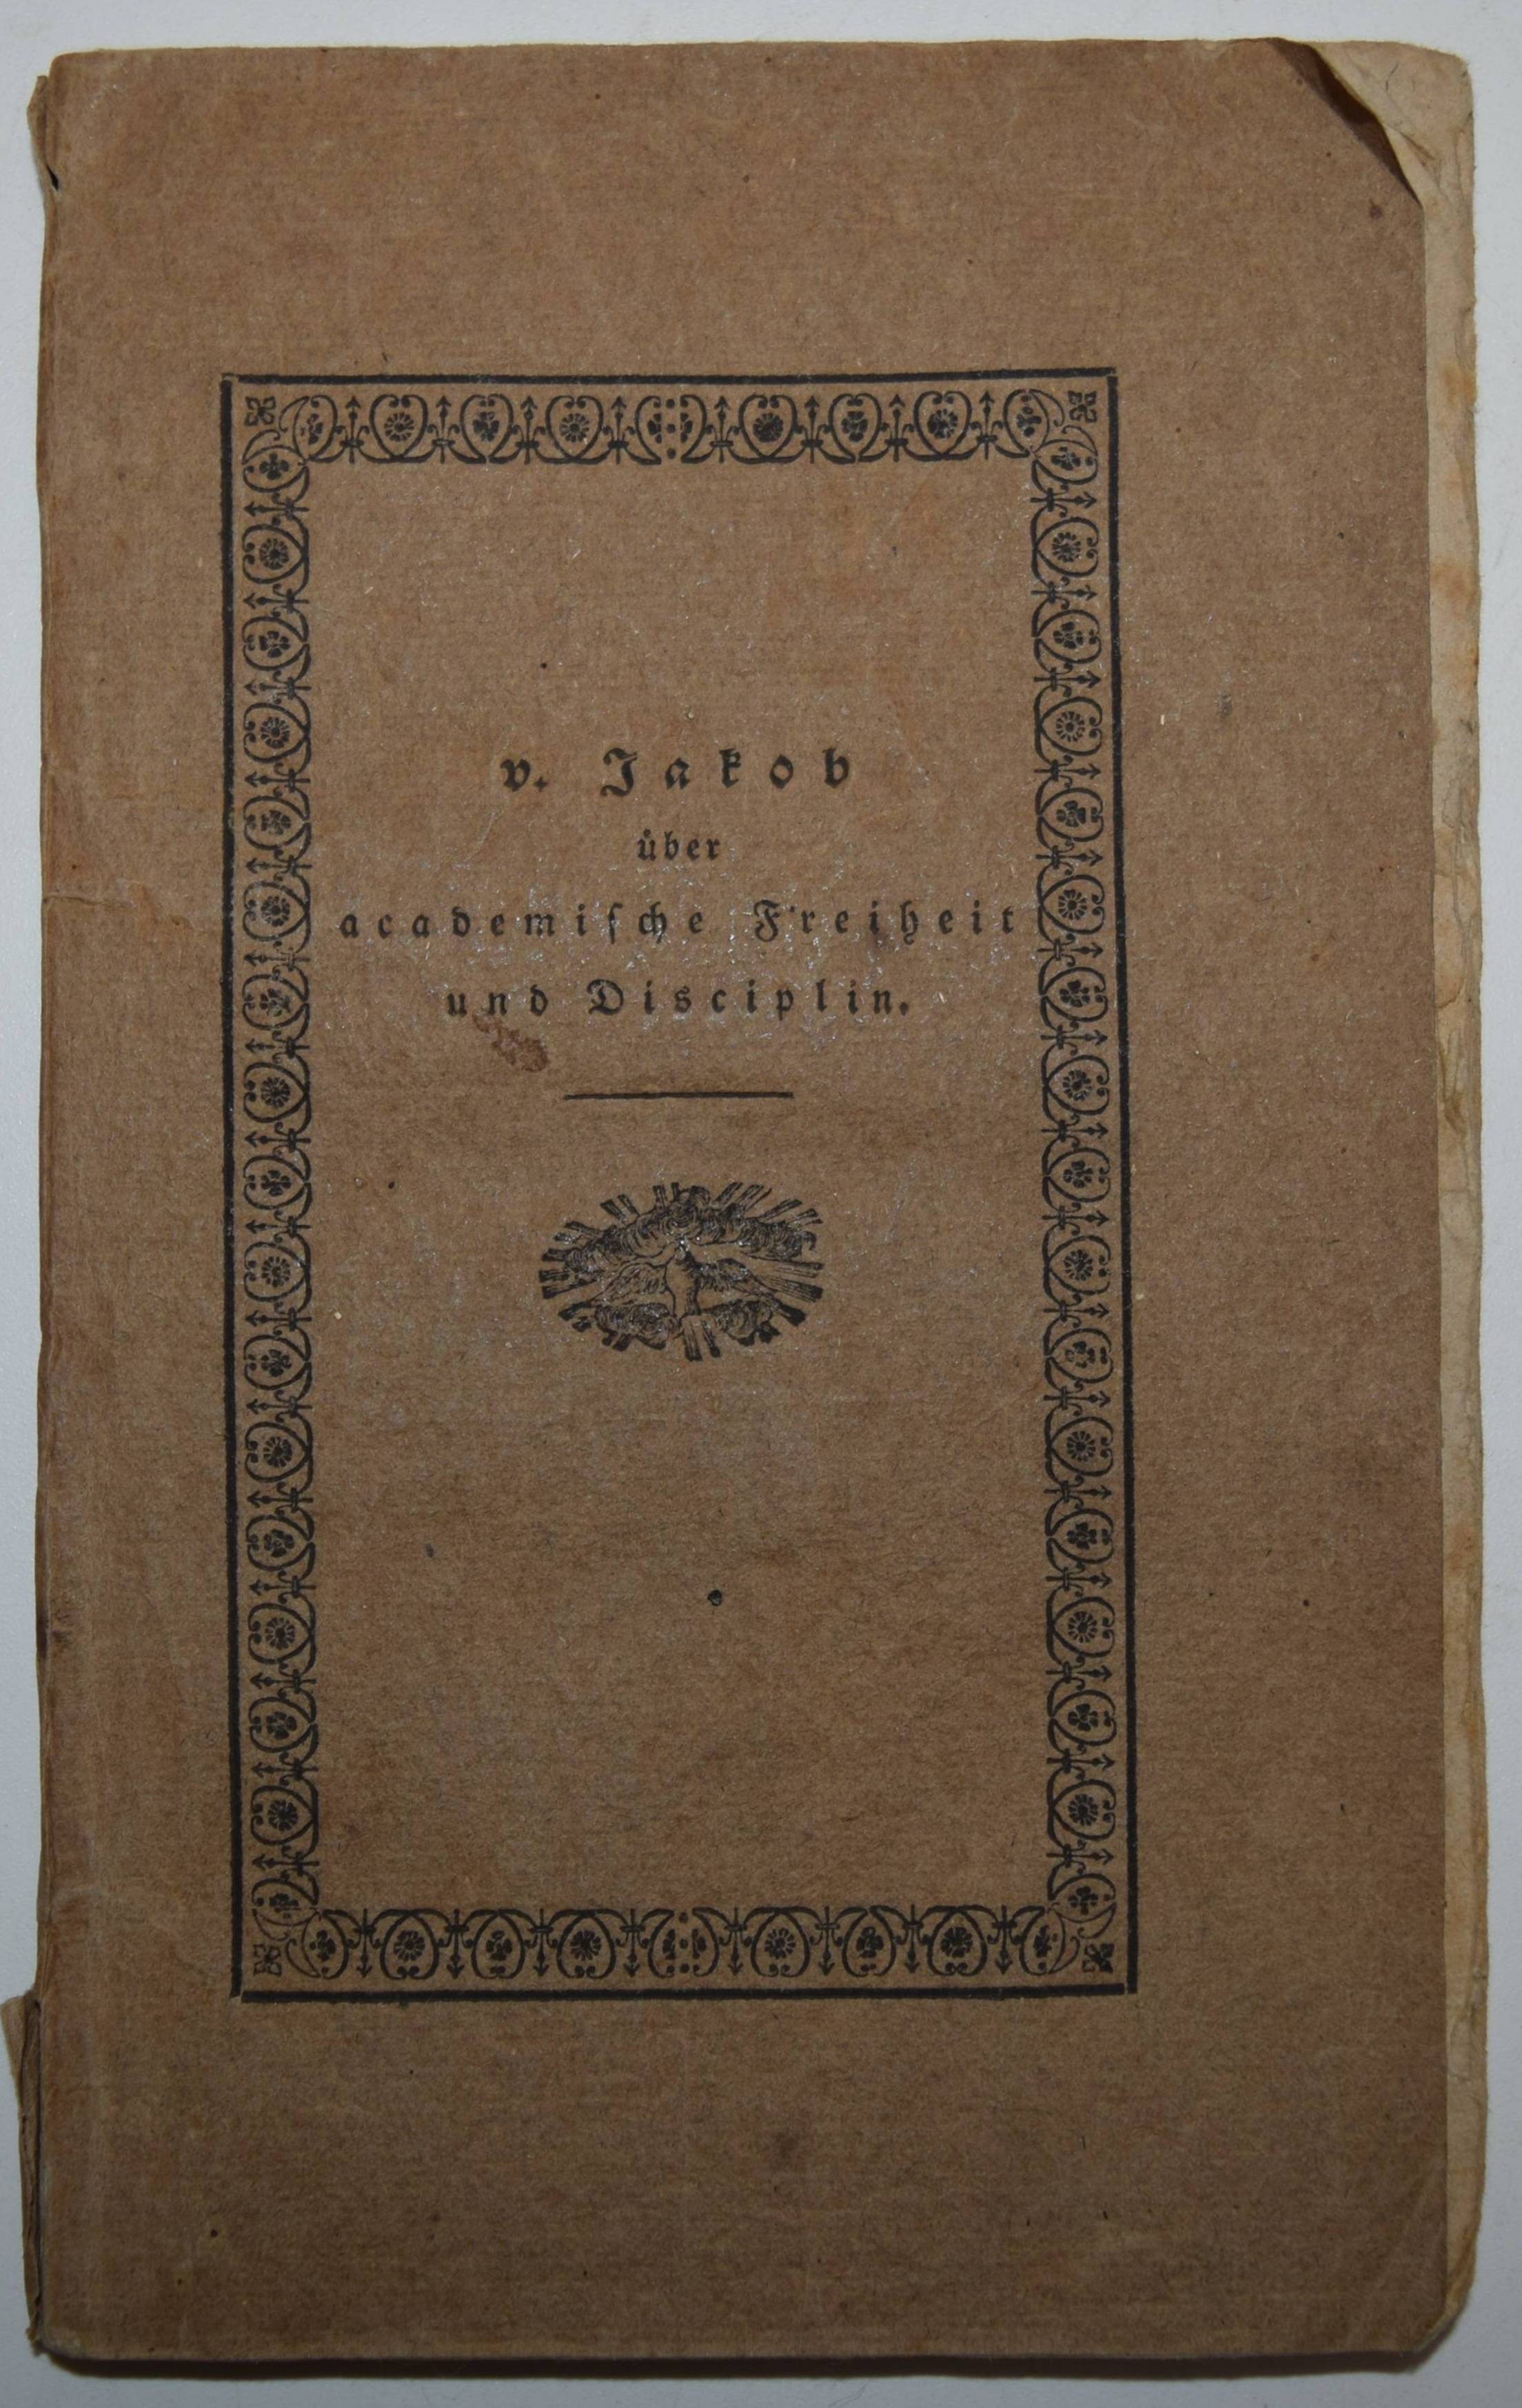 v. Jakob
über
academiſche Freiheit
und Disciplin.